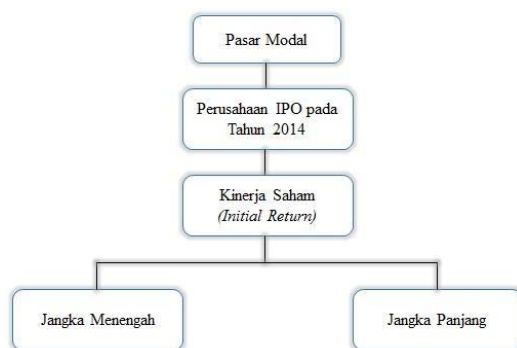 Pasar Modal
Perusahaan IPO pada
Tahun 2014
Kinerja Saham
(Initial Return)
Jangka Menengah
Jangka Panjang